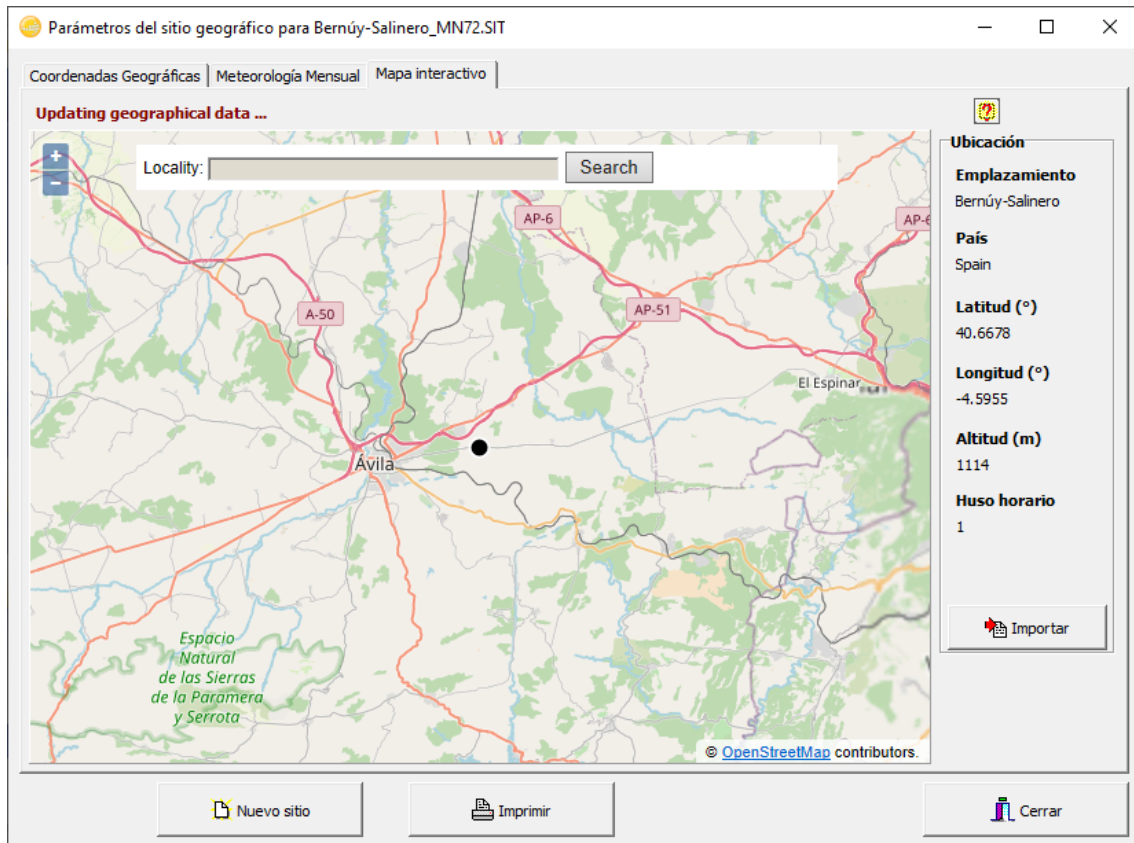 Parámetros del sitio geográfico para Bernúy-Salinero_MN72.SIT
Coordenadas Geográficas
Meteorología Mensual
Mapa interactivo
Updating geographical data ...
+
Locality:
Search
−
AP-6
AP-6
A-50
AP-51
El Espinar
Ávila
Espacio
Natural
de las Sierras
de la Paramera
y Serrota
© OpenStreetMap contributors.
?
Ubicación
Emplazamiento
Bernúy-Salinero
País
Spain
Latitud (°)
40.6678
Longitud (°)
-4.5955
Altitud (m)
1114
Huso horario
1
Importar
Nuevo sitio
Imprimir
Cerrar